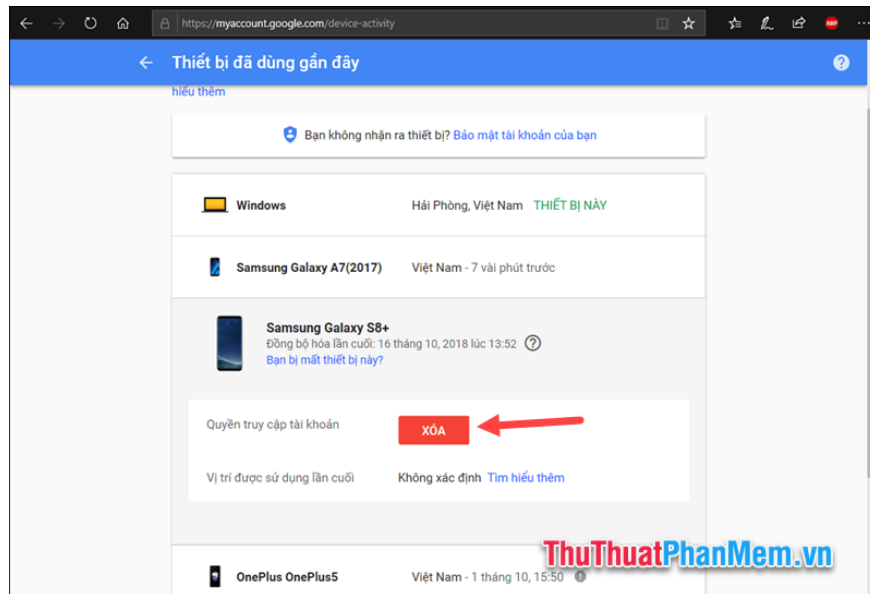 https://myaccount.google.com/device-activity
ABP
Thiết bị đã dùng gần đây
?
hiểu thêm
Bạn không nhận ra thiết bị? Bảo mật tài khoản của bạn
Windows Hải Phòng, Việt Nam THIẾT BỊ NÀY
Samsung Galaxy A7(2017) Việt Nam - 7 vài phút trước
Samsung Galaxy S8+
Đồng bộ hóa lần cuối: 16 tháng 10, 2018 lúc 13:52 ?
Bạn bị mất thiết bị này?
Quyền truy cập tài khoản XÓA
Vị trí được sử dụng lần cuối Không xác định Tìm hiểu thêm
ThuThuatPhanMem.vn
OnePlus OnePlus5 Việt Nam - 1 tháng 10, 15:50